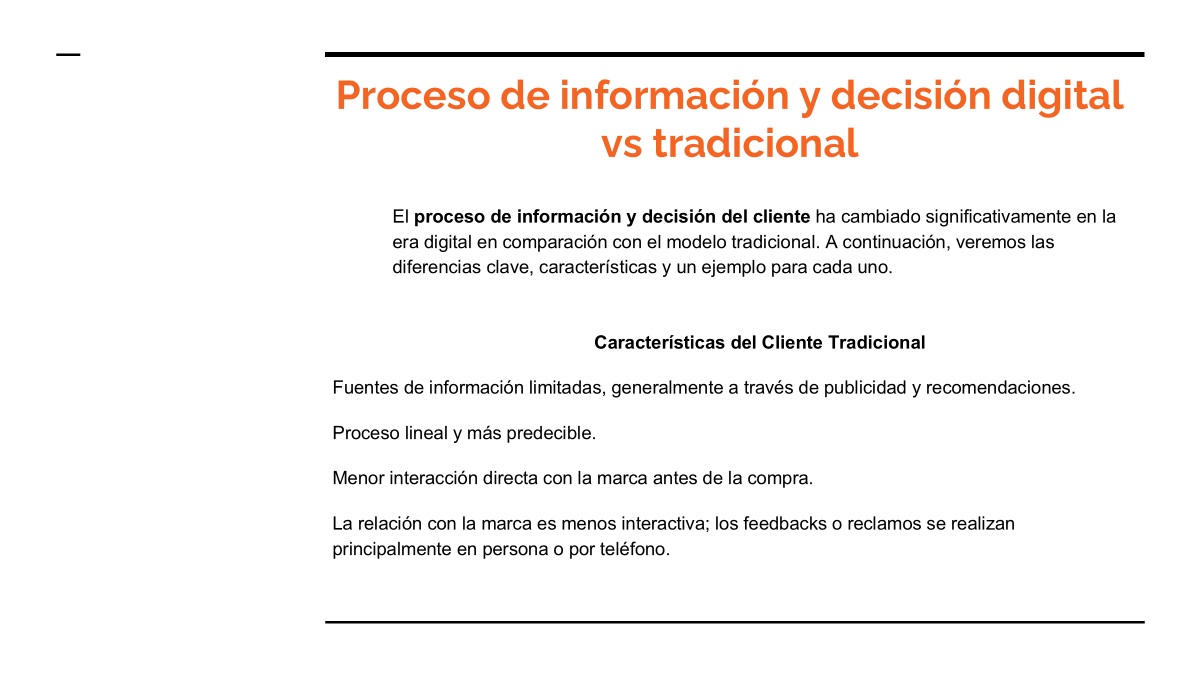 Proceso de información y decisión digital
vs tradicional
El proceso de información y decisión del cliente ha cambiado significativamente en la
era digital en comparación con el modelo tradicional. A continuación, veremos las
diferencias clave, características y un ejemplo para cada uno.
Características del Cliente Tradicional
Fuentes de información limitadas, generalmente a través de publicidad y recomendaciones.
Proceso lineal y más predecible.
Menor interacción directa con la marca antes de la compra.
La relación con la marca es menos interactiva; los feedbacks o reclamos se realizan
principalmente en persona o por teléfono.